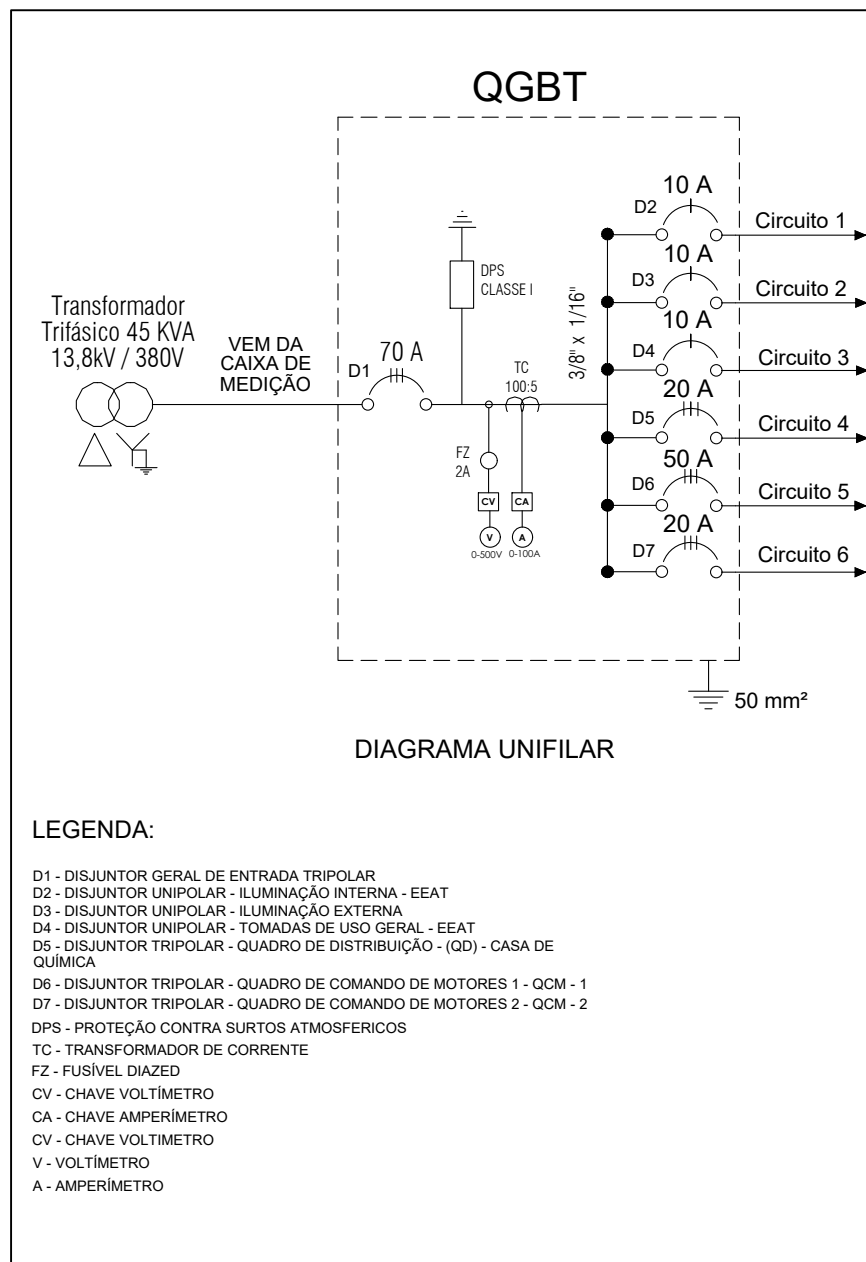 QGBT
Transformador
Trifásico 45 KVA
13,8kV / 380V
VEM DA
CAIXA DE
MEDIÇÃO
D1
70 A
DPS
CLASSE I
FZ
2A
CV
V
0-500V
TC
100:5
CA
A
0-100A
3/8" x 1/16"
D2
10 A
Circuito 1
D3
10 A
Circuito 2
D4
10 A
Circuito 3
D5
20 A
Circuito 4
D6
50 A
Circuito 5
D7
20 A
Circuito 6
50 mm²
DIAGRAMA UNIFILAR
LEGENDA:
D1 - DISJUNTOR GERAL DE ENTRADA TRIPOLAR
D2 - DISJUNTOR UNIPOLAR - ILUMINAÇÃO INTERNA - EEAT
D3 - DISJUNTOR UNIPOLAR - ILUMINAÇÃO EXTERNA
D4 - DISJUNTOR UNIPOLAR - TOMADAS DE USO GERAL - EEAT
D5 - DISJUNTOR TRIPOLAR - QUADRO DE DISTRIBUIÇÃO - (QD) - CASA DE
QUÍMICA
D6 - DISJUNTOR TRIPOLAR - QUADRO DE COMANDO DE MOTORES 1 - QCM - 1
D7 - DISJUNTOR TRIPOLAR - QUADRO DE COMANDO DE MOTORES 2 - QCM - 2
DPS - PROTEÇÃO CONTRA SURTOS ATMOSFERICOS
TC - TRANSFORMADOR DE CORRENTE
FZ - FUSÍVEL DIAZED
CV - CHAVE VOLTÍMETRO
CA - CHAVE AMPERÍMETRO
CV - CHAVE VOLTIMETRO
V - VOLTÍMETRO
A - AMPERÍMETRO